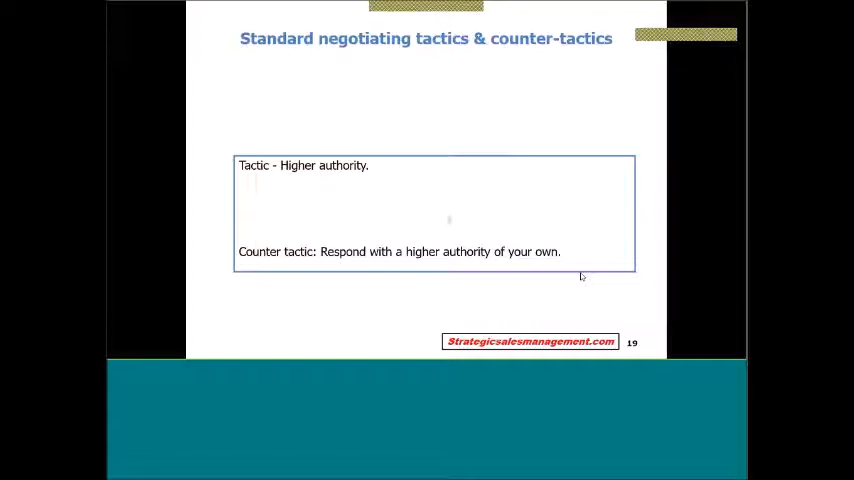 Standard negotiating tactics & counter-tactics
Tactic - Higher authority.
Counter tactic: Respond with a higher authority of your own.
Strategicsalesmanagement.com
19